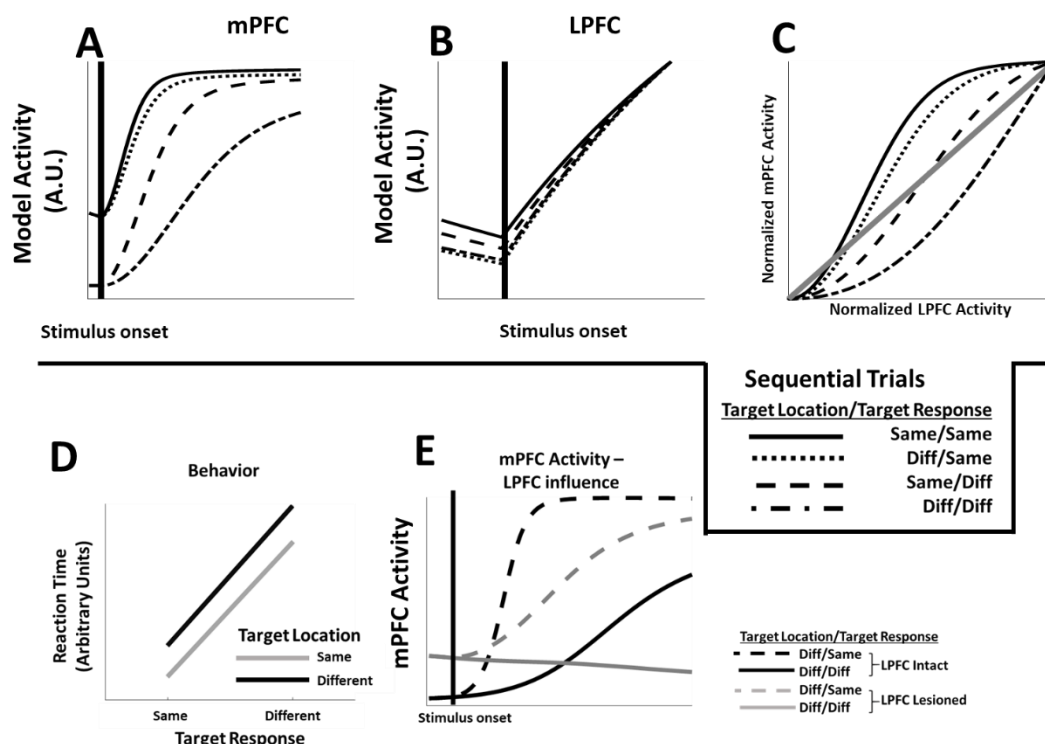 A
mPFC
Model Activity
(A.U.)
Stimulus onset
B
LPFC
Model Activity
(A.U.)
Stimulus onset
C
Normalized mPFC Activity
Normalized LPFC Activity
Sequential Trials
Target Location/Target Response
Same/Same
Diff/Same
Same/Diff
Diff/Diff
D
Behavior
Reaction Time
(Arbitrary Units)
Target Location
Same
Different
Same
Different
Target Response
E
mPFC Activity –
LPFC influence
mPFC Activity
Stimulus onset
Target Location/Target Response
Diff/Same
Diff/Diff
LPFC Intact
Diff/Same
Diff/Diff
LPFC Lesioned